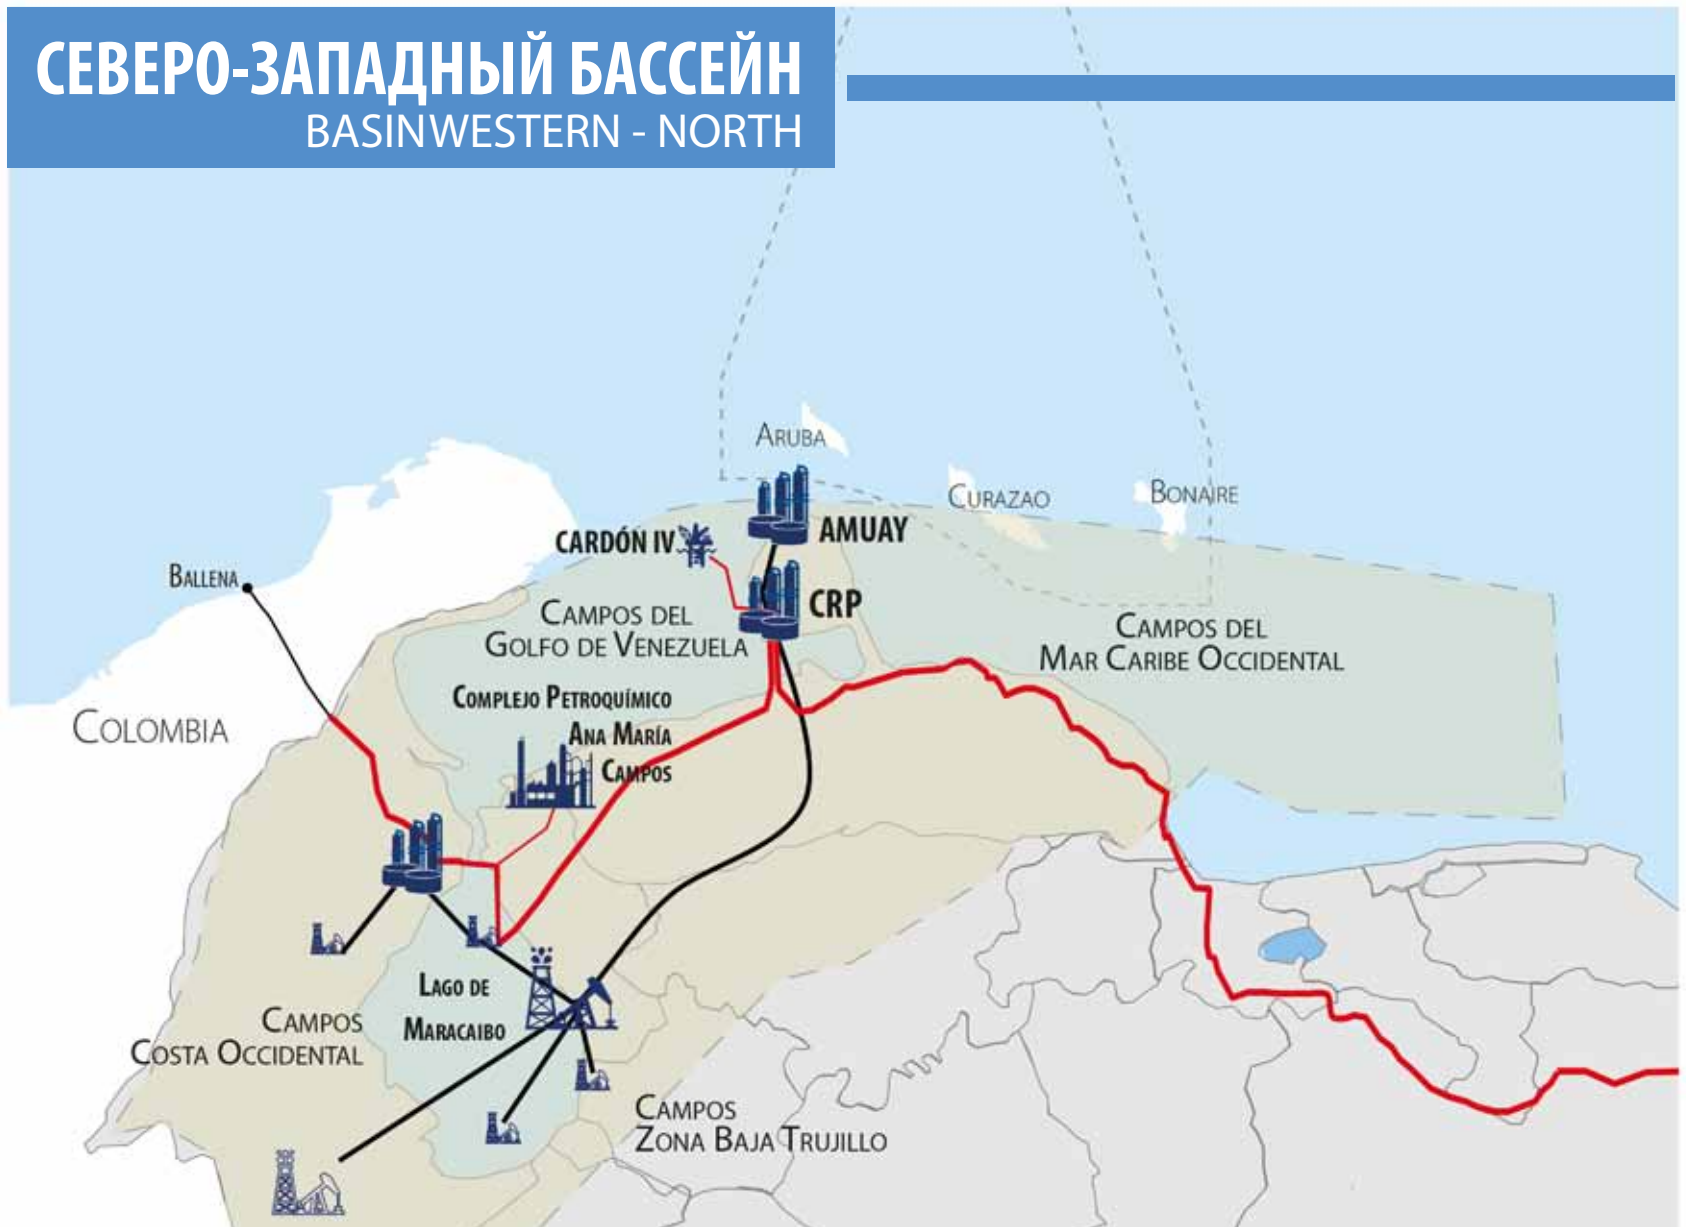 СЕВЕРО-ЗАПАДНЫЙ БАССЕЙН
BASINWESTERN - NORTH
ARUBA
CURAZAO
BONAIRE
CARDÓN IV
AMUAY
BALLENA
CRP
CAMPOS DEL
GOLFO DE VENEZUELA
CAMPOS DEL
MAR CARIBE OCCIDENTAL
COLOMBIA
COMPLEJO PETROQUÍMICO
ANA MARÍA
CAMPOS
LAGO DE
MARACAIBO
CAMPOS
COSTA OCCIDENTAL
CAMPOS
ZONA BAJA TRUJILLO